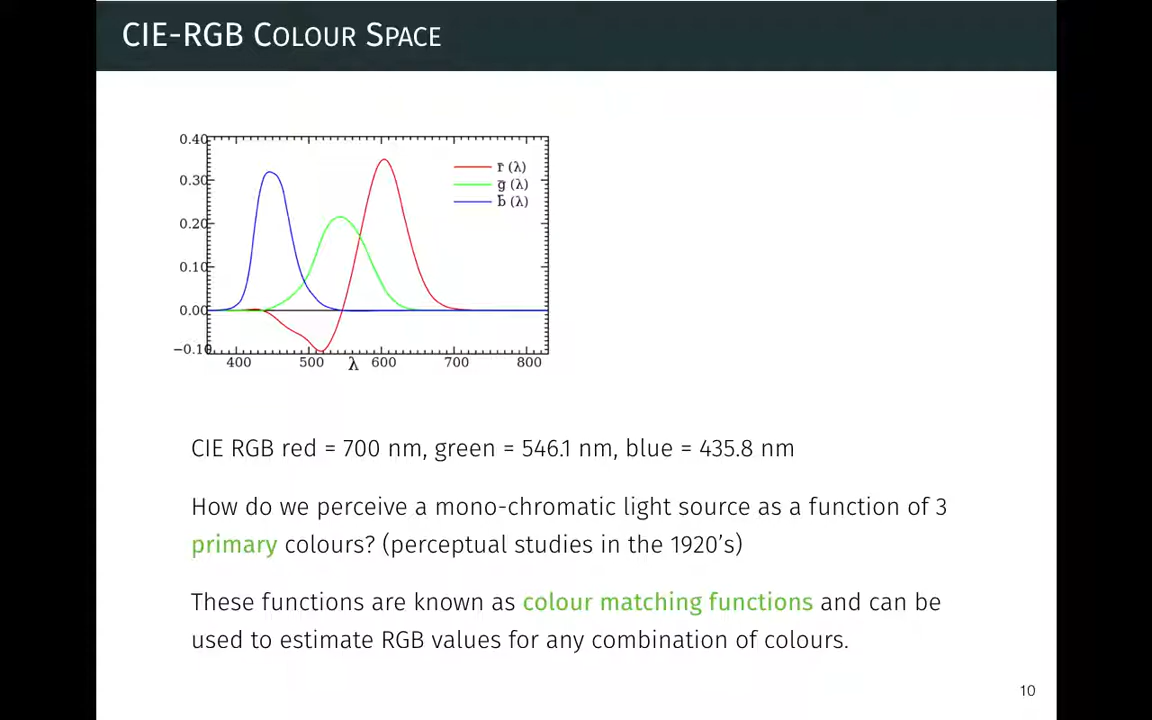 CIE-RGB COLOUR SPACE
0.40
0.30
0.20
0.10
0.00
−0.10
r̄ (λ)
ḡ (λ)
b̄ (λ)
400 500 600 700 800
λ
CIE RGB red = 700 nm, green = 546.1 nm, blue = 435.8 nm
How do we perceive a mono-chromatic light source as a function of 3
primary colours? (perceptual studies in the 1920’s)
These functions are known as colour matching functions and can be
used to estimate RGB values for any combination of colours.
10